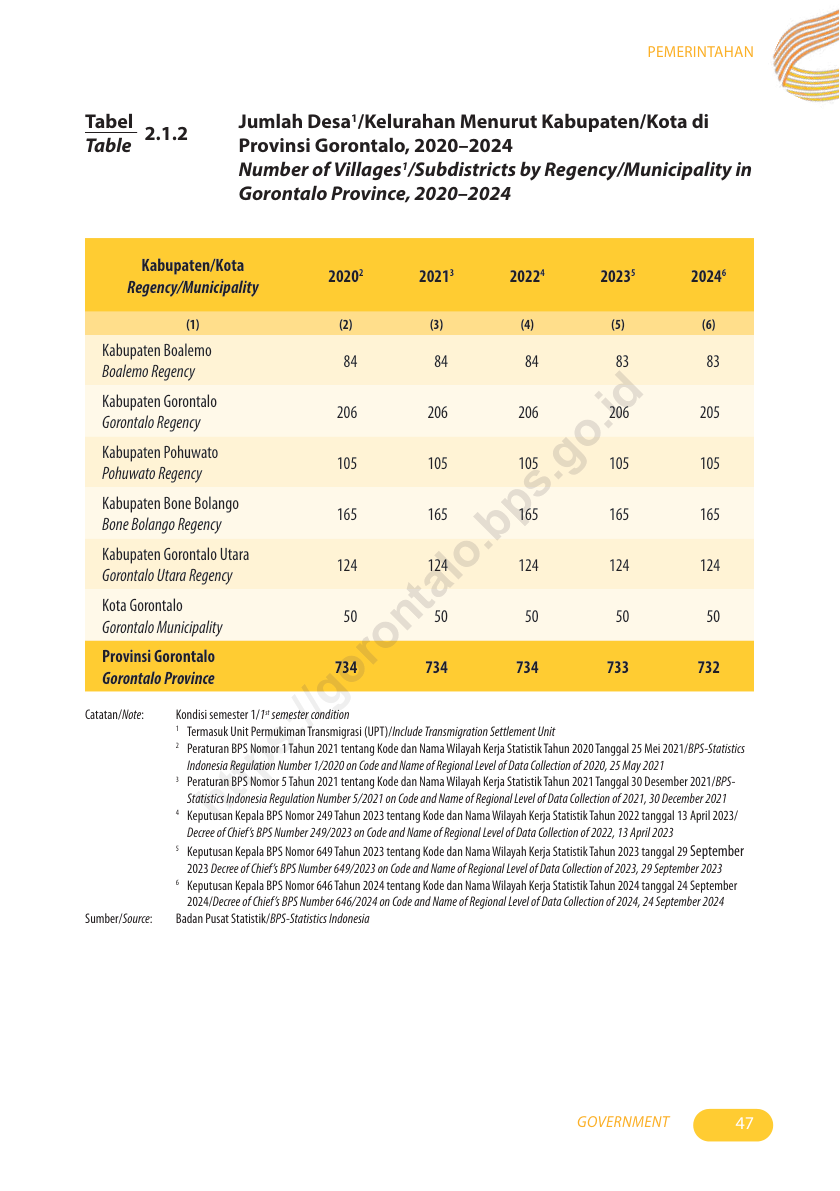 PEMERINTAHAN
Tabel
Table
2.1.2
Jumlah Desa¹/Kelurahan Menurut Kabupaten/Kota di
Provinsi Gorontalo, 2020–2024
Number of Villages¹/Subdistricts by Regency/Municipality in
Gorontalo Province, 2020–2024
Kabupaten/Kota
Regency/Municipality
2020² 2021³ 2022⁴ 2023⁵ 2024⁶
(1) (2) (3) (4) (5) (6)
Kabupaten Boalemo
Boalemo Regency
84 84 84 83 83
Kabupaten Gorontalo
Gorontalo Regency
206 206 206 206 205
Kabupaten Pohuwato
Pohuwato Regency
105 105 105 105 105
Kabupaten Bone Bolango
Bone Bolango Regency
165 165 165 165 165
Kabupaten Gorontalo Utara
Gorontalo Utara Regency
124 124 124 124 124
Kota Gorontalo
Gorontalo Municipality
50 50 50 50 50
Provinsi Gorontalo
Gorontalo Province
734 734 734 733 732
Catatan/Note: Kondisi semester 1/1st semester condition
¹ Termasuk Unit Permukiman Transmigrasi (UPT)/Include Transmigration Settlement Unit
² Peraturan BPS Nomor 1 Tahun 2021 tentang Kode dan Nama Wilayah Kerja Statistik Tahun 2020 Tanggal 25 Mei 2021/BPS-Statistics
Indonesia Regulation Number 1/2020 on Code and Name of Regional Level of Data Collection of 2020, 25 May 2021
³ Peraturan BPS Nomor 5 Tahun 2021 tentang Kode dan Nama Wilayah Kerja Statistik Tahun 2021 Tanggal 30 Desember 2021/BPS-
Statistics Indonesia Regulation Number 5/2021 on Code and Name of Regional Level of Data Collection of 2021, 30 December 2021
⁴ Keputusan Kepala BPS Nomor 249 Tahun 2023 tentang Kode dan Nama Wilayah Kerja Statistik Tahun 2022 tanggal 13 April 2023/
Decree of Chief's BPS Number 249/2023 on Code and Name of Regional Level of Data Collection of 2022, 13 April 2023
⁵ Keputusan Kepala BPS Nomor 649 Tahun 2023 tentang Kode dan Nama Wilayah Kerja Statistik Tahun 2023 tanggal 29 September
2023 Decree of Chief's BPS Number 649/2023 on Code and Name of Regional Level of Data Collection of 2023, 29 September 2023
⁶ Keputusan Kepala BPS Nomor 646 Tahun 2024 tentang Kode dan Nama Wilayah Kerja Statistik Tahun 2024 tanggal 24 September
2024/Decree of Chief's BPS Number 646/2024 on Code and Name of Regional Level of Data Collection of 2024, 24 September 2024
Sumber/Source: Badan Pusat Statistik/BPS-Statistics Indonesia
https://gorontalo.bps.go.id
GOVERNMENT 47